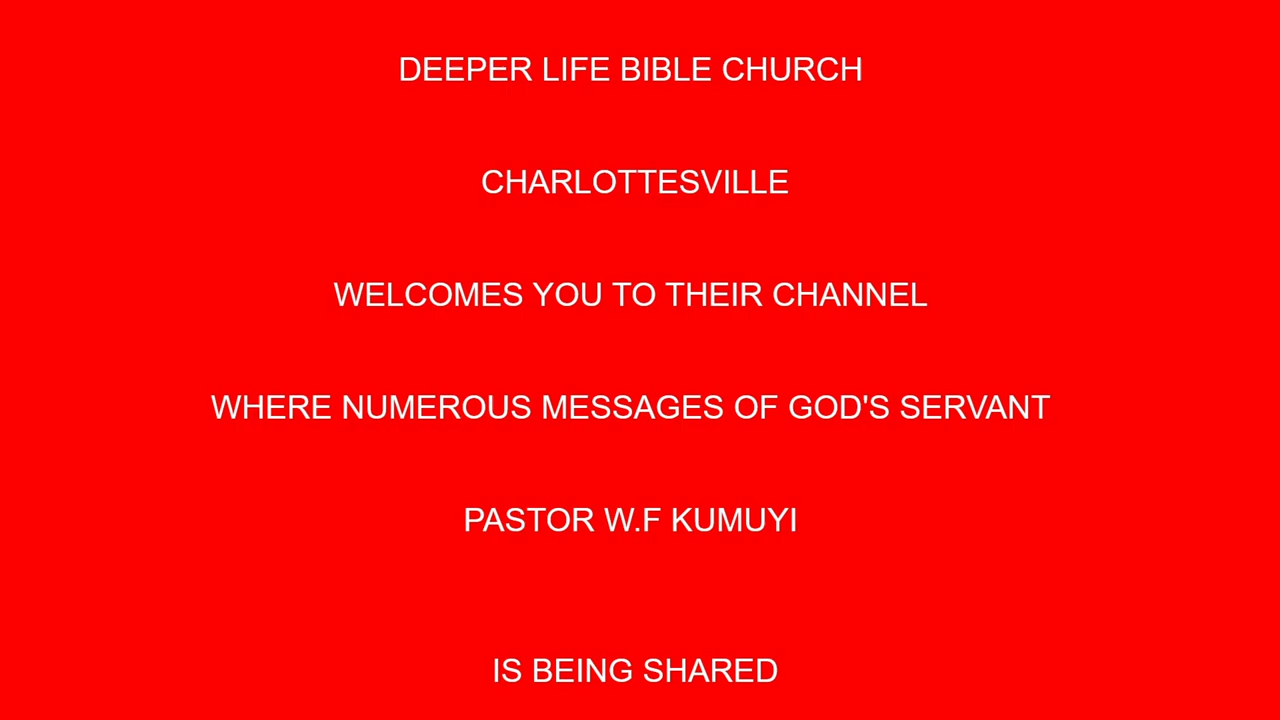 DEEPER LIFE BIBLE CHURCH
CHARLOTTESVILLE
WELCOMES YOU TO THEIR CHANNEL
WHERE NUMEROUS MESSAGES OF GOD'S SERVANT
PASTOR W.F KUMUYI
IS BEING SHARED